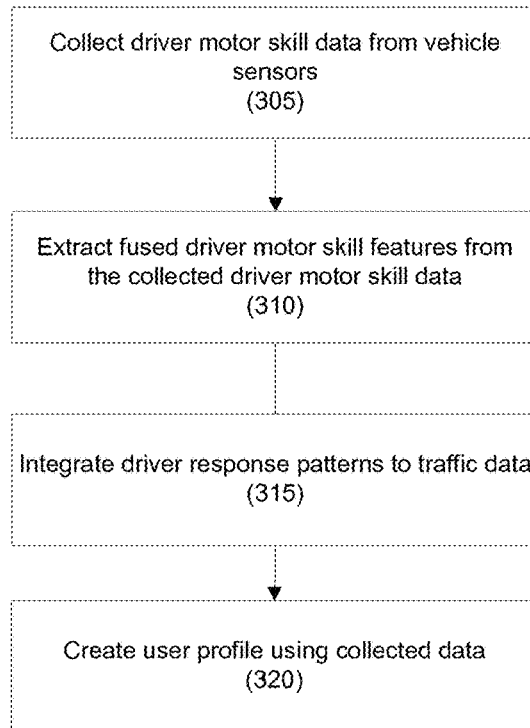 Collect driver motor skill data from vehicle
sensors
(305)
Extract fused driver motor skill features from
the collected driver motor skill data
(310)
Integrate driver response patterns to traffic data
(315)
Create user profile using collected data
(320)